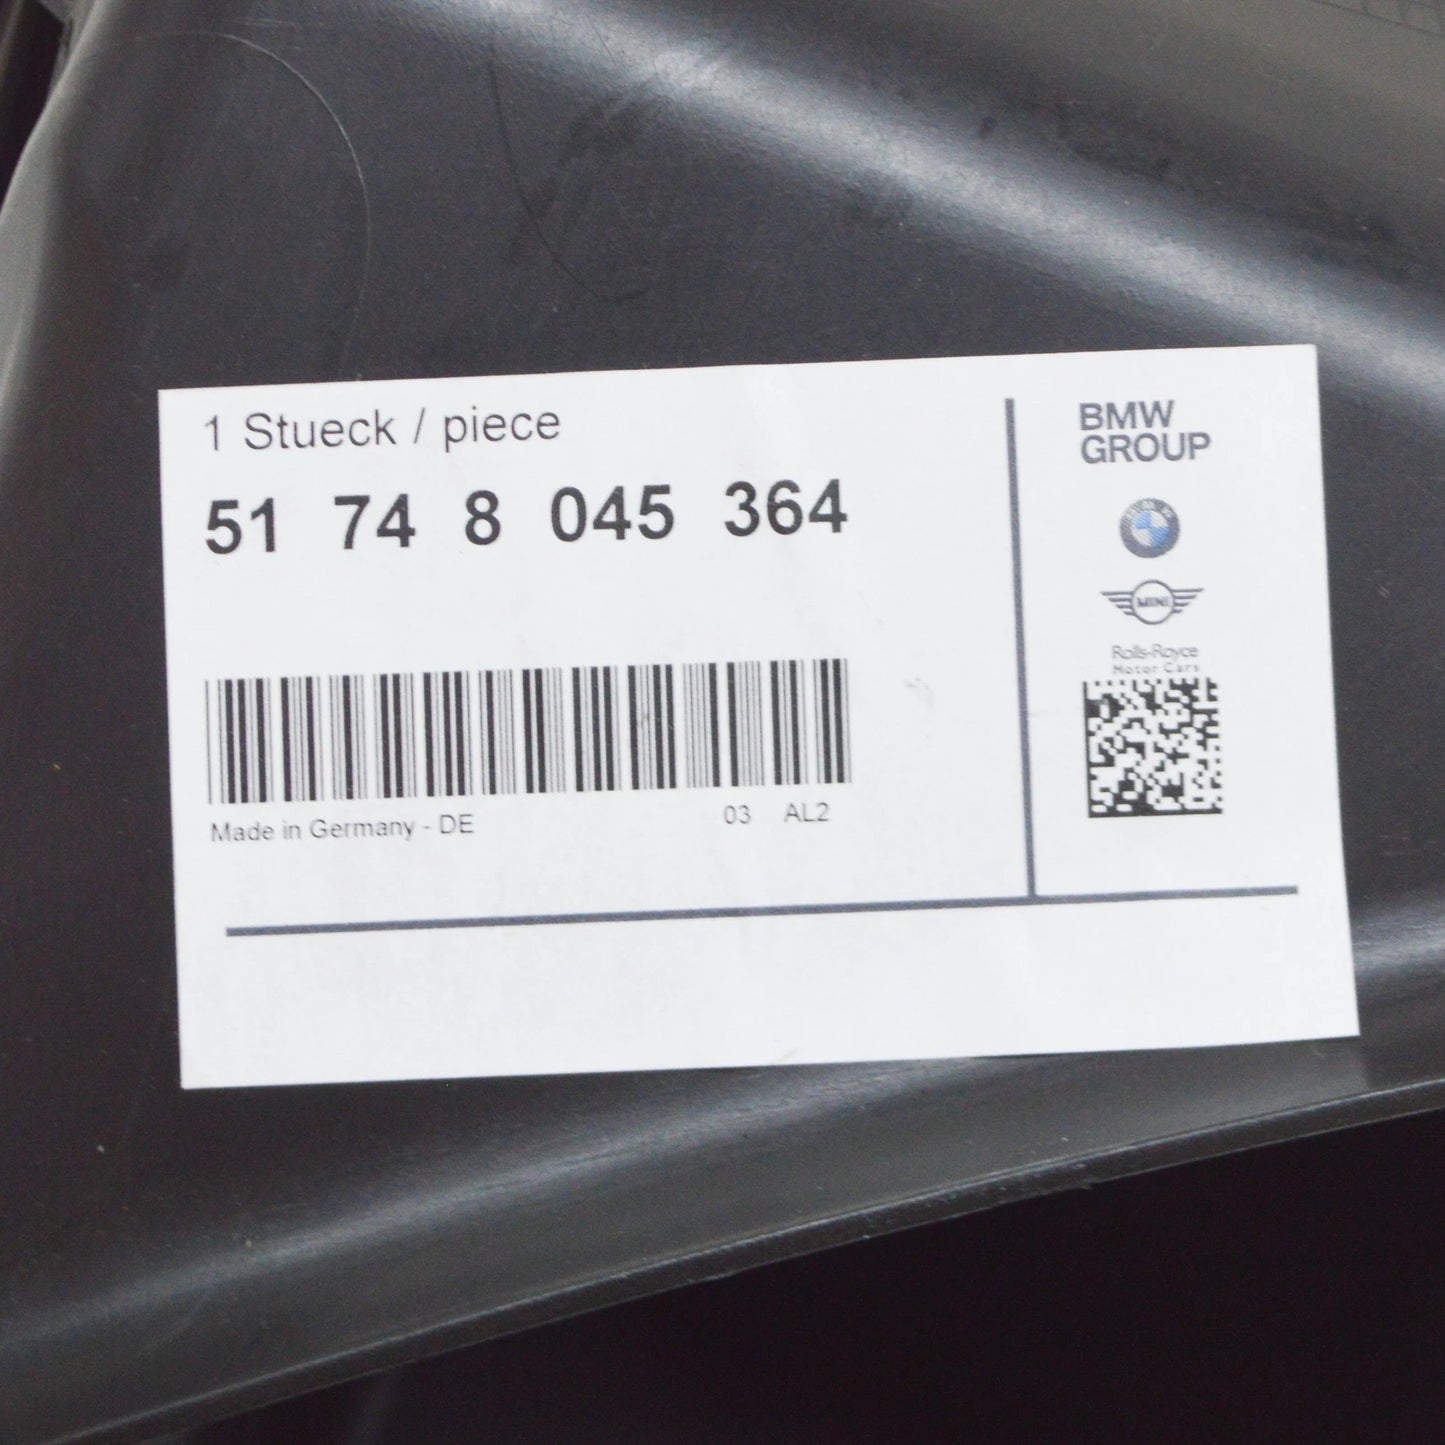 1 Stueck / piece
51 74 8 045 364
Made in Germany - DE
03 AL2
BMW
GROUP
MINI
Rolls-Royce
Motor Cars